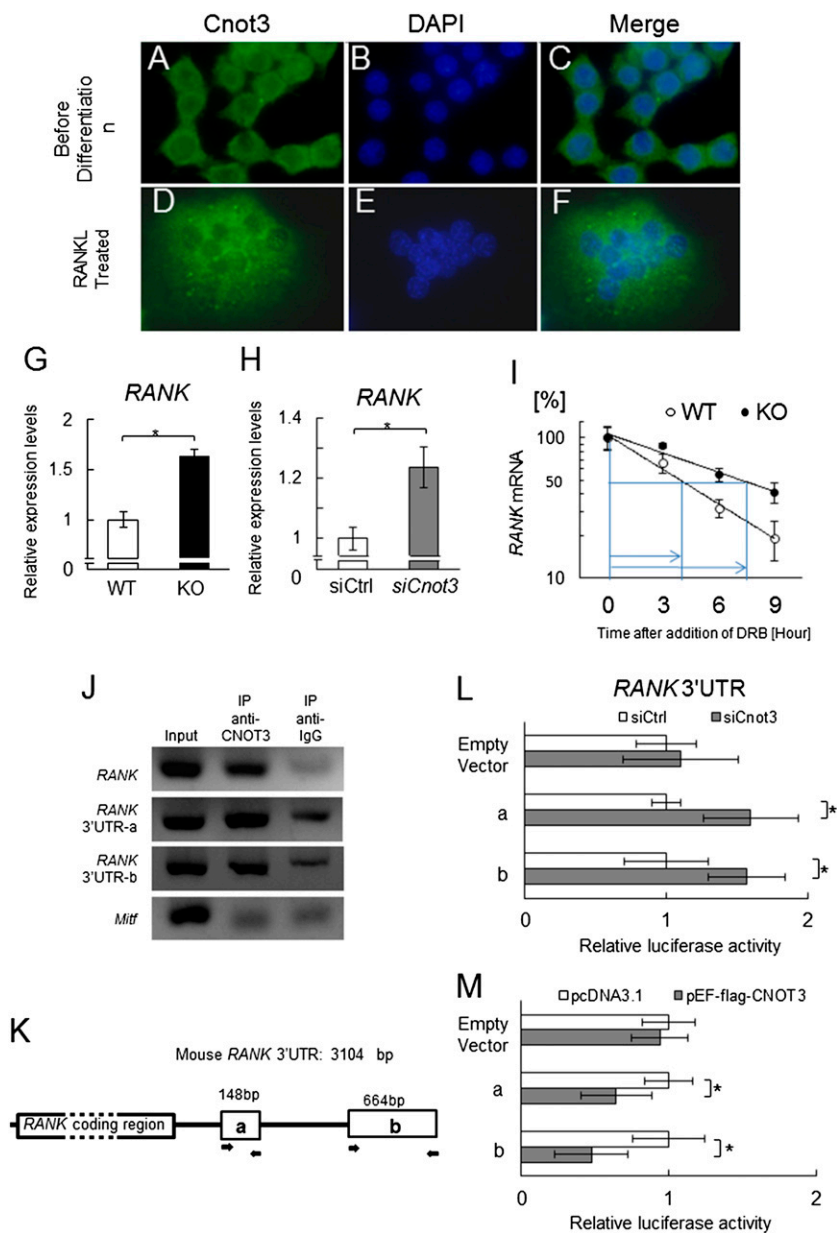 Cnot3 DAPI Merge
Before
Differentiatio
n
A B C
RANKL
Treated
D E F
G
RANK
Relative expression levels
2
1.5
1
0
*
WT KO
H
RANK
Relative expression levels
1.4
1.2
1
0
*
siCtrl siCnot3
I
[%]
WT KO
RANK mRNA
100
50
10
0 3 6 9
Time after addition of DRB [Hour]
J
Input
IP
anti-
CNOT3
IP
anti-
IgG
RANK
RANK
3'UTR-a
RANK
3'UTR-b
Mitf
K
Mouse RANK 3'UTR: 3104 bp
148bp
664bp
RANK coding region
a
b
L
RANK 3'UTR
siCtrl siCnot3
Empty
Vector
a
*
b
*
0 1 2
Relative luciferase activity
M
pcDNA3.1 pEF-flag-CNOT3
Empty
Vector
a
*
b
*
0 1 2
Relative luciferase activity